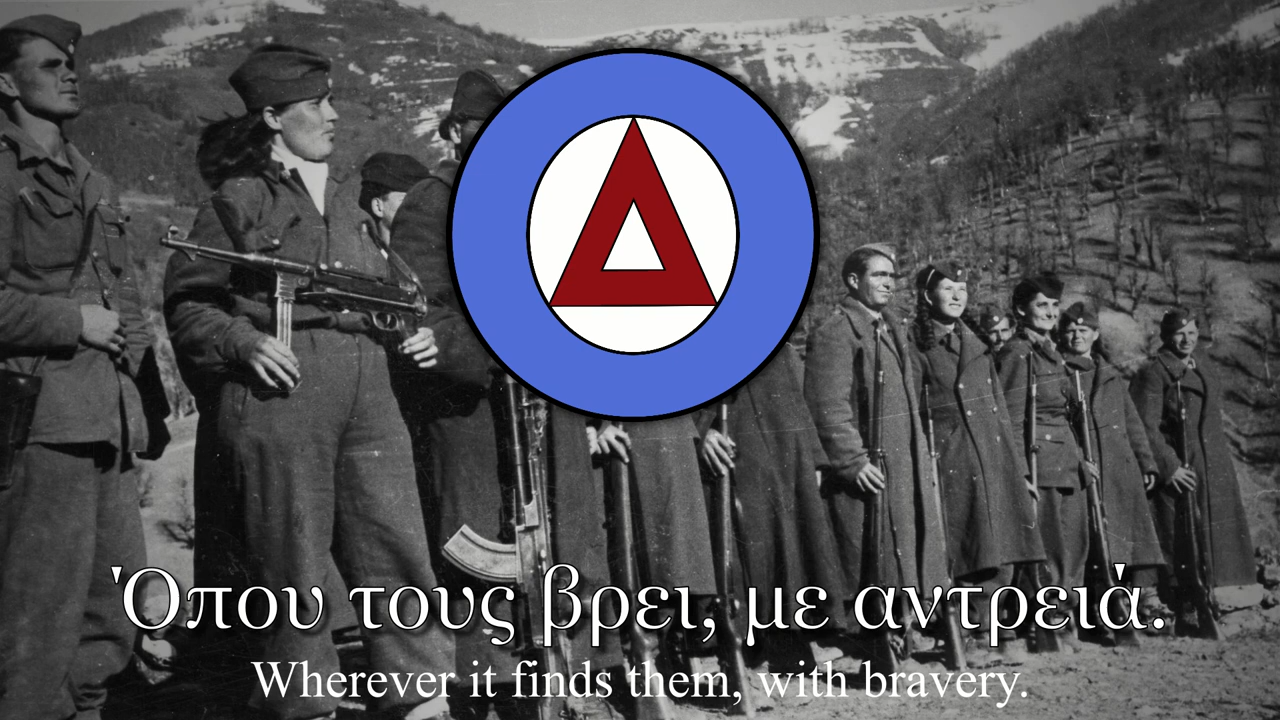 Όπου τους βρει, με αντρειά.
Wherever it finds them, with bravery.